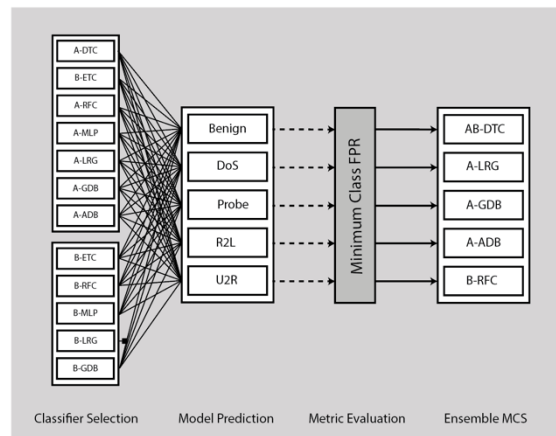 A-DTC
B-ETC
A-RFC
A-MLP
A-LRG
A-GDB
A-ADB
B-ETC
B-RFC
B-MLP
B-LRG
B-GDB
Benign
DoS
Probe
R2L
U2R
Minimum Class FPR
AB-DTC
A-LRG
A-GDB
A-ADB
B-RFC
Classifier Selection
Model Prediction
Metric Evaluation
Ensemble MCS